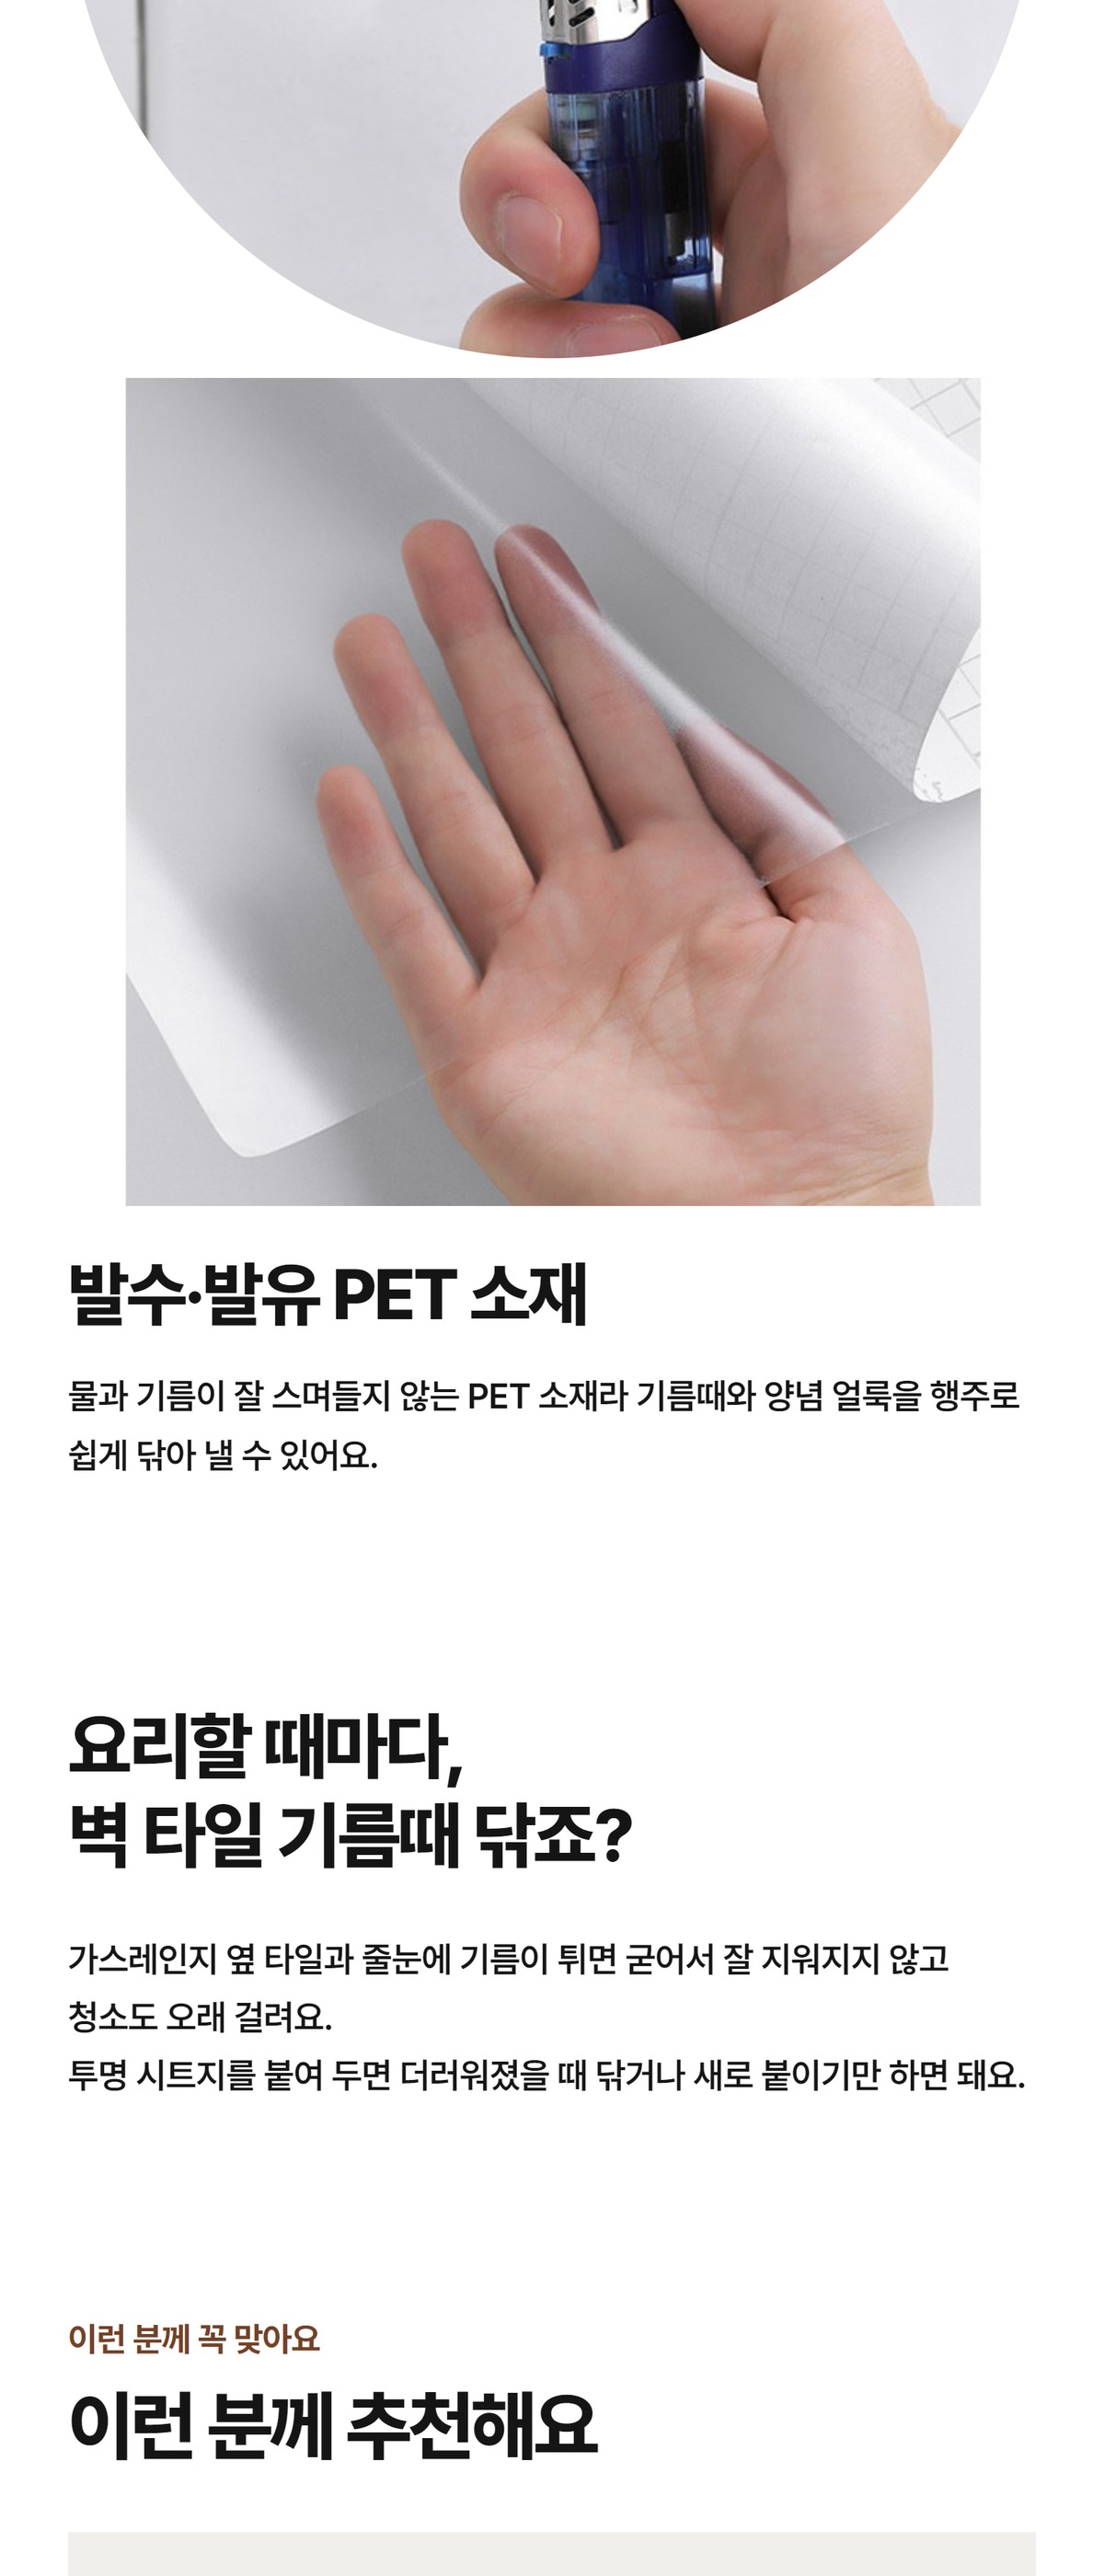 발수·발유 PET 소재
물과 기름이 잘 스며들지 않는 PET 소재라 기름때와 양념 얼룩을 행주로
쉽게 닦아 낼 수 있어요.
요리할 때마다,
벽 타일 기름때 닦죠?
가스레인지 옆 타일과 줄눈에 기름이 튀면 굳어서 잘 지워지지 않고
청소도 오래 걸려요.
투명 시트지를 붙여 두면 더러워졌을 때 닦거나 새로 붙이기만 하면 돼요.
이런 분께 꼭 맞아요
이런 분께 추천해요